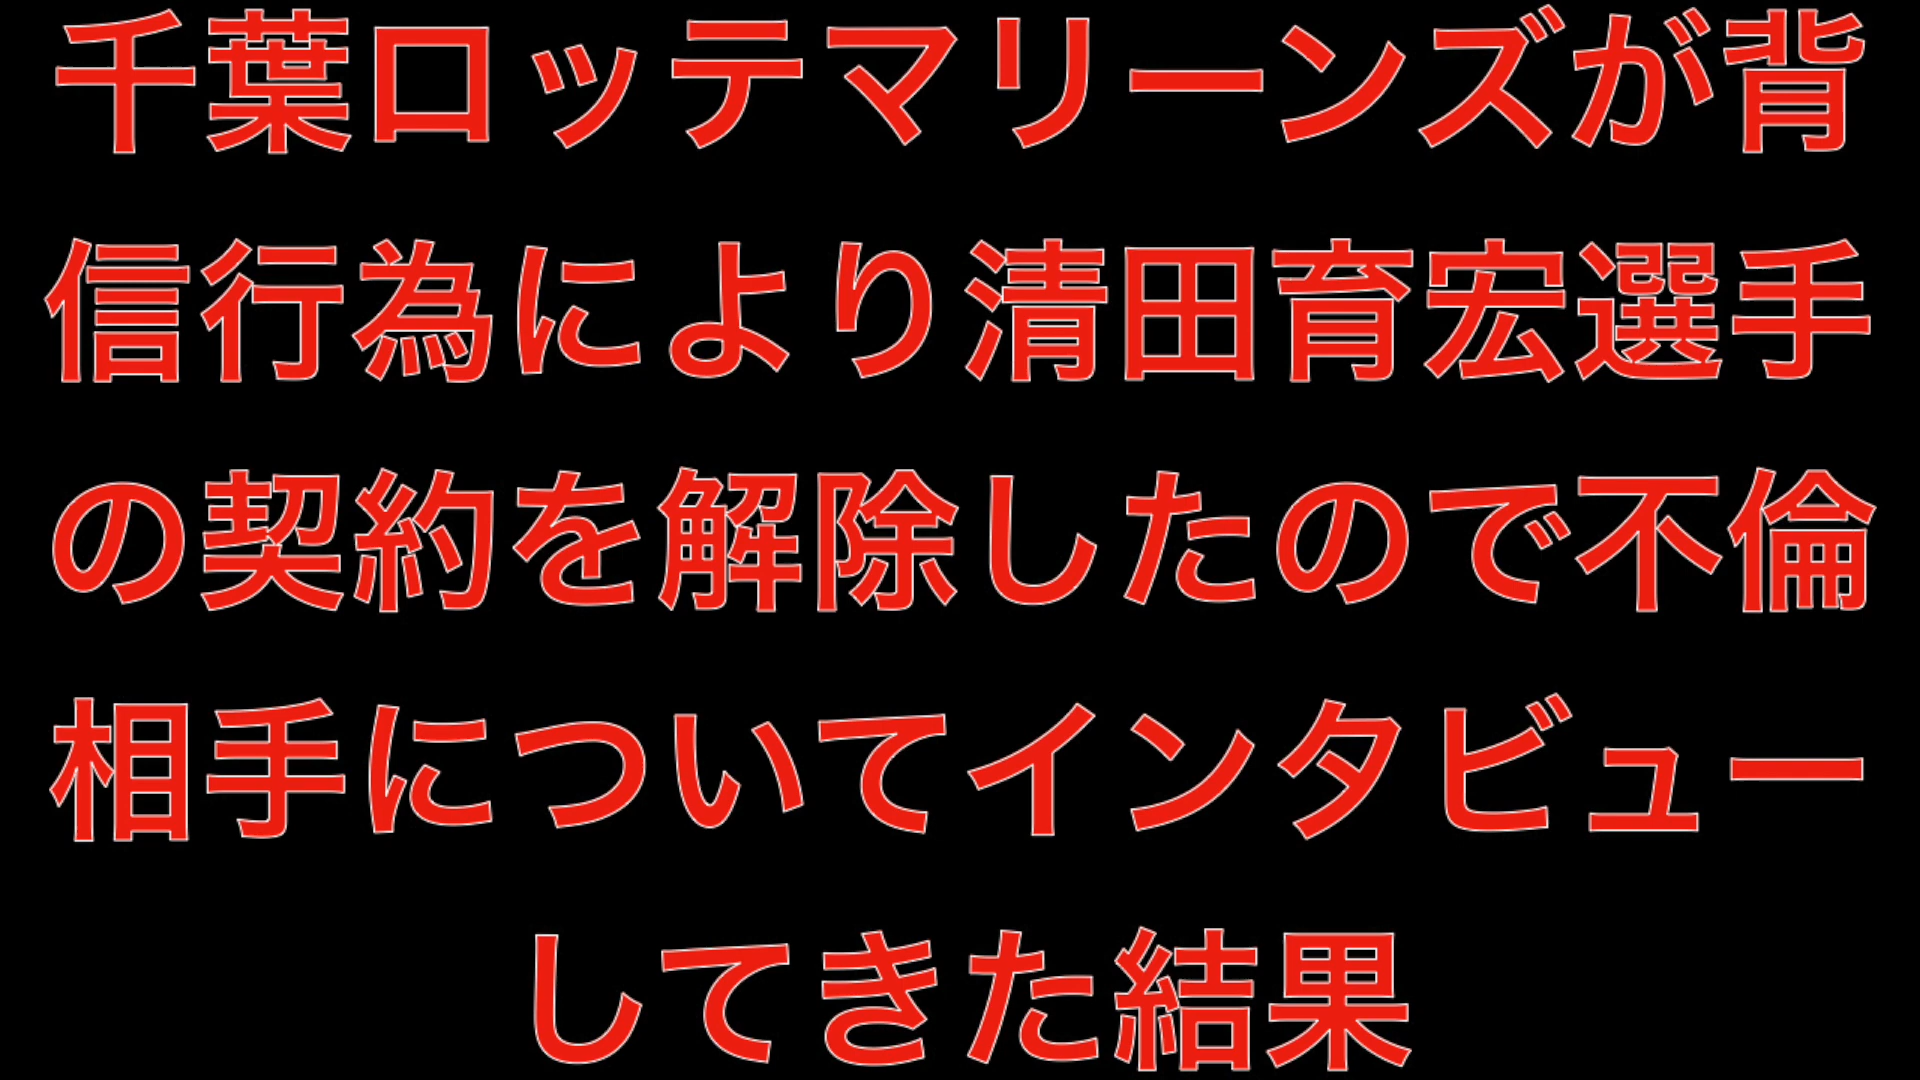 千葉ロッテマリーンズが背
信行為により清田育宏選手
の契約を解除したので不倫
相手についてインタビュー
してきた結果